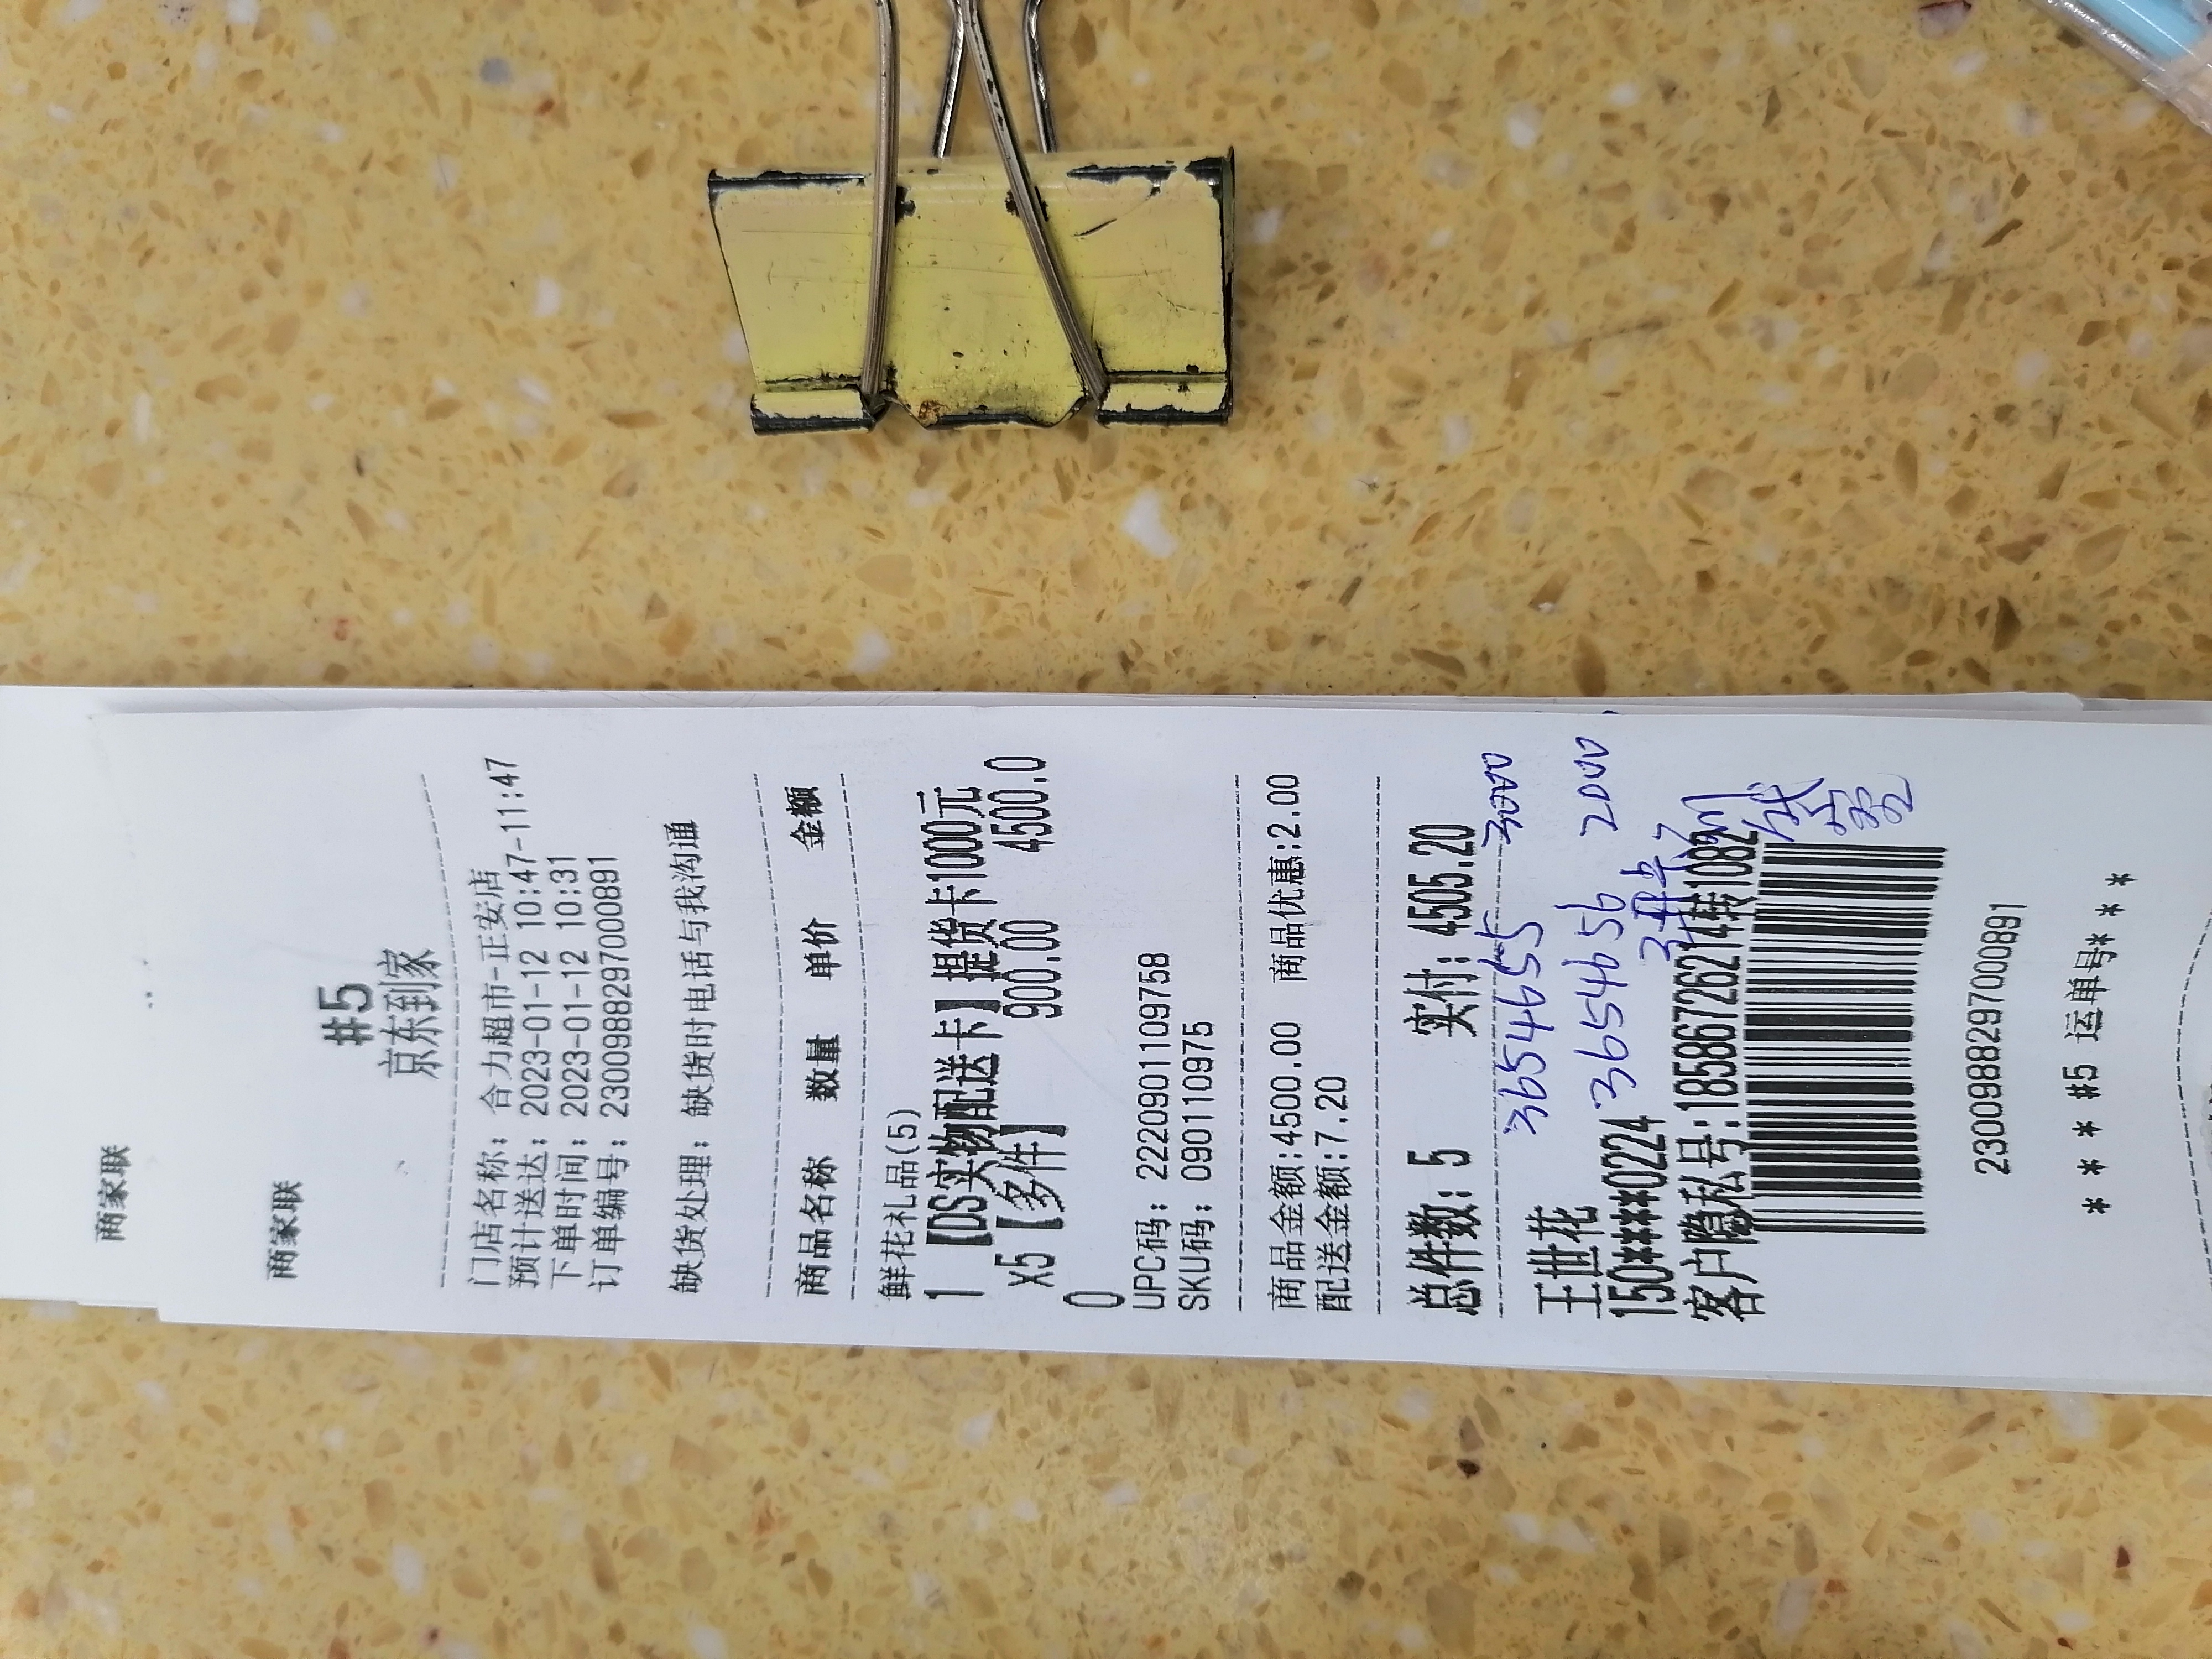 商家联
商家联
#5
京东到家
门店名称: 合力超市-正安店
预计送达: 2023-01-12 10:47-11:47
下单时间: 2023-01-12 10:31
订单编号: 2300988297000891
缺货处理: 缺货时电话与我沟通
商品名称 数量 单价 金额
鲜花礼品(5)
1 【DS实物配送卡】提货卡1000元
x5【多件】 900.00 4500.0
0
UPC码: 2220901109758
SKU码: 090110975
商品金额:4500.00 商品优惠:2.00
配送金额:7.20
总件数: 5 实付: 4505.20
36544655 3000
王世花
36544656 2000
150****0224
客户隐私号:18586726214转1082
2300988297000891
* * * #5 运单号* * *